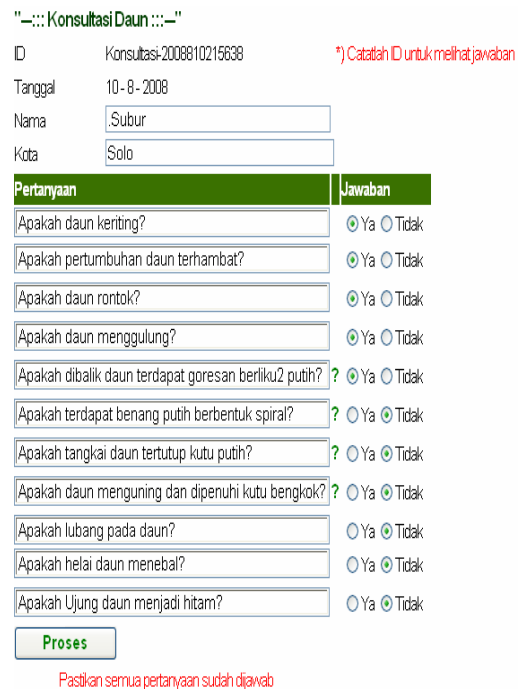 "—::: Konsultasi Daun :::—"
ID Konsultasi-2008810215638 *) Catatlah ID untuk melihat jawaban
Tanggal 10 - 8 - 2008
Nama .Subur
Kota Solo
Pertanyaan Jawaban
Apakah daun keriting? Ya Tidak
Apakah pertumbuhan daun terhambat? Ya Tidak
Apakah daun rontok? Ya Tidak
Apakah daun menggulung? Ya Tidak
Apakah dibalik daun terdapat goresan berliku2 putih? ? Ya Tidak
Apakah terdapat benang putih berbentuk spiral? ? Ya Tidak
Apakah tangkai daun tertutup kutu putih? ? Ya Tidak
Apakah daun menguning dan dipenuhi kutu bengkok? ? Ya Tidak
Apakah lubang pada daun? Ya Tidak
Apakah helai daun menebal? Ya Tidak
Apakah Ujung daun menjadi hitam? Ya Tidak
Proses
Pastikan semua pertanyaan sudah dijawab